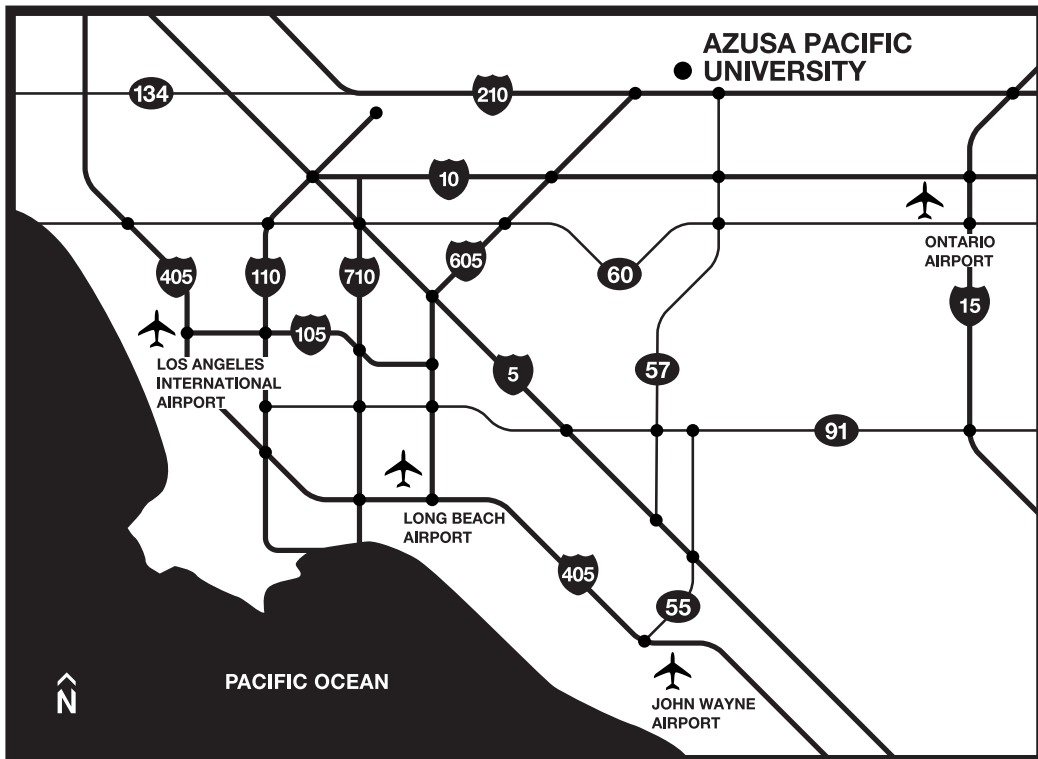 AZUSA PACIFIC
UNIVERSITY
134
210
10
ONTARIO
AIRPORT
405
110
710
605
60
15
105
LOS ANGELES
INTERNATIONAL
AIRPORT
5
57
91
LONG BEACH
AIRPORT
405
55
PACIFIC OCEAN
N
JOHN WAYNE
AIRPORT